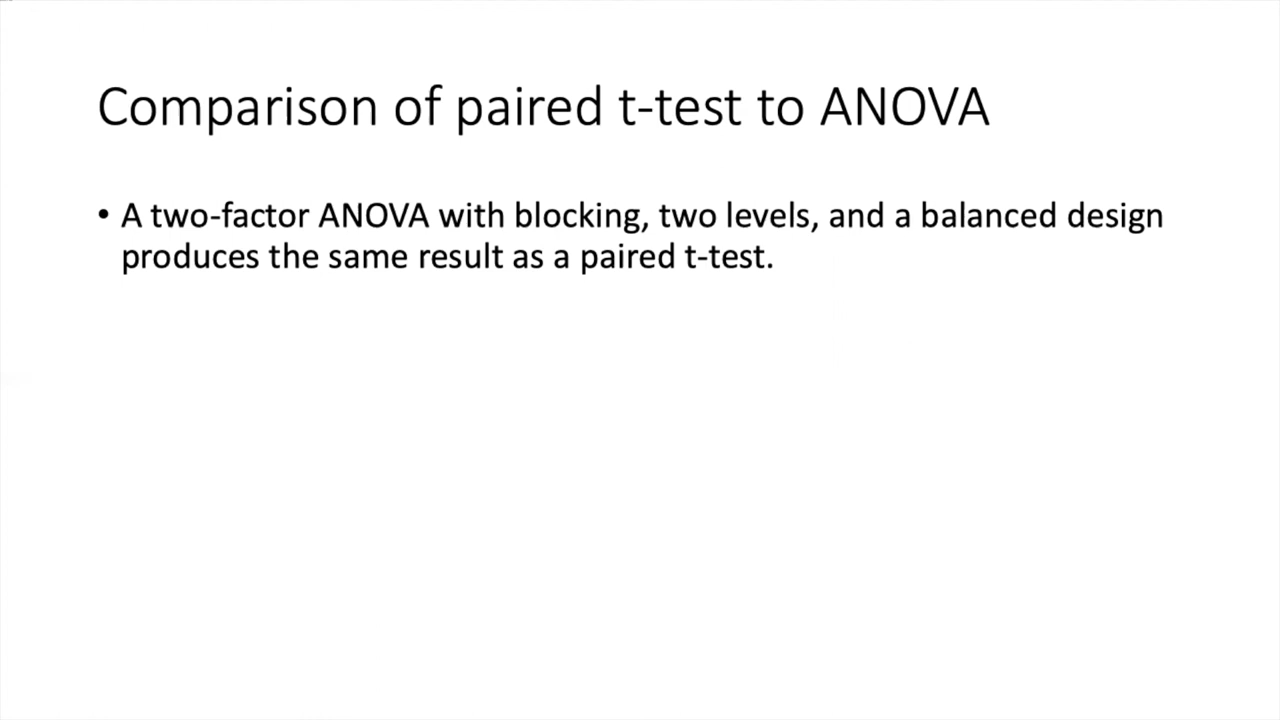 Comparison of paired t-test to ANOVA
• A two-factor ANOVA with blocking, two levels, and a balanced design
produces the same result as a paired t-test.